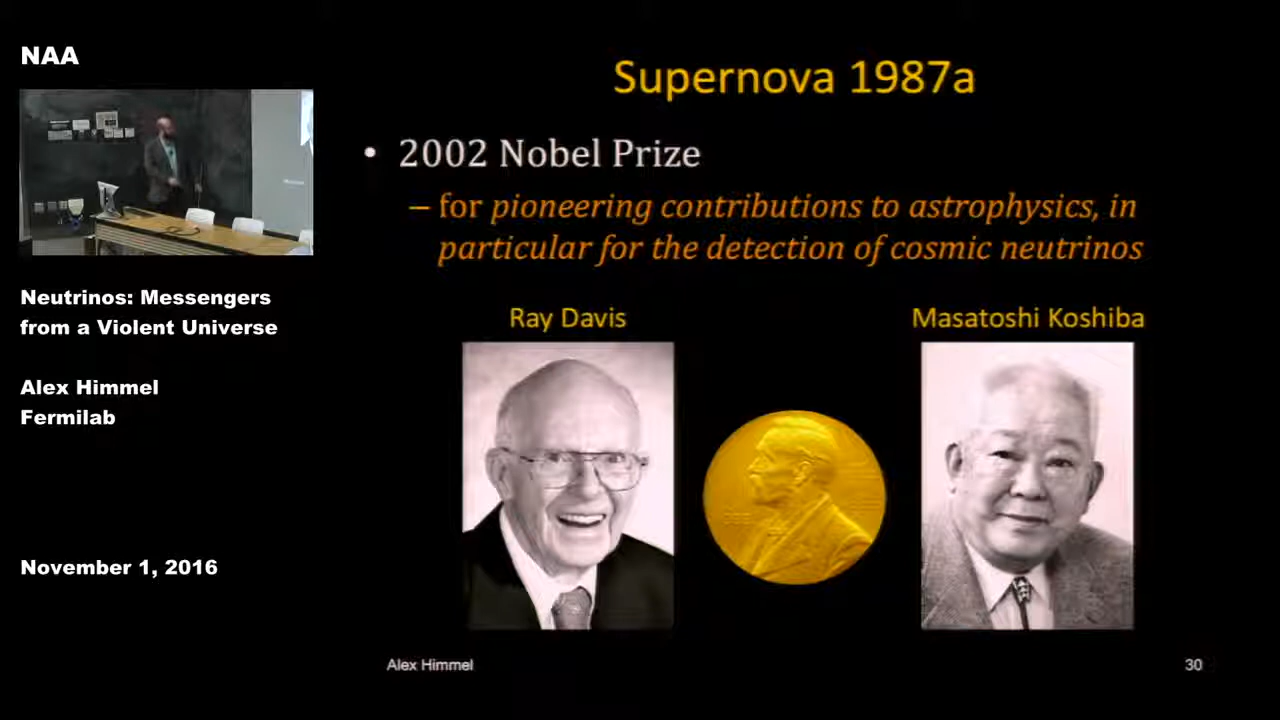 NAA
Neutrinos: Messengers
from a Violent Universe
Alex Himmel
Fermilab
November 1, 2016
Supernova 1987a
• 2002 Nobel Prize
– for pioneering contributions to astrophysics, in
particular for the detection of cosmic neutrinos
Ray Davis
Masatoshi Koshiba
Alex Himmel
30